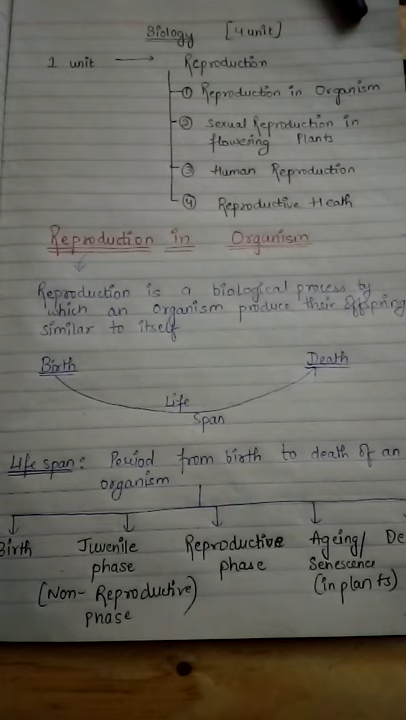 Biology [4 unit]
1 unit → Reproduction
① Reproduction in Organism
② Sexual Reproduction in
flowering Plants
③ Human Reproduction
④ Reproductive Heath
Reproduction in Organism
Reproduction is a biological process by
which an Organism produce their Offspring
similar to itself
Birth Death
Life
Span
Life span: Period from birth to death of an
organism
Birth Juvenile Reproductive Ageing/ De
phase phase Senescence
(Non-Reproductive) (in plants)
phase